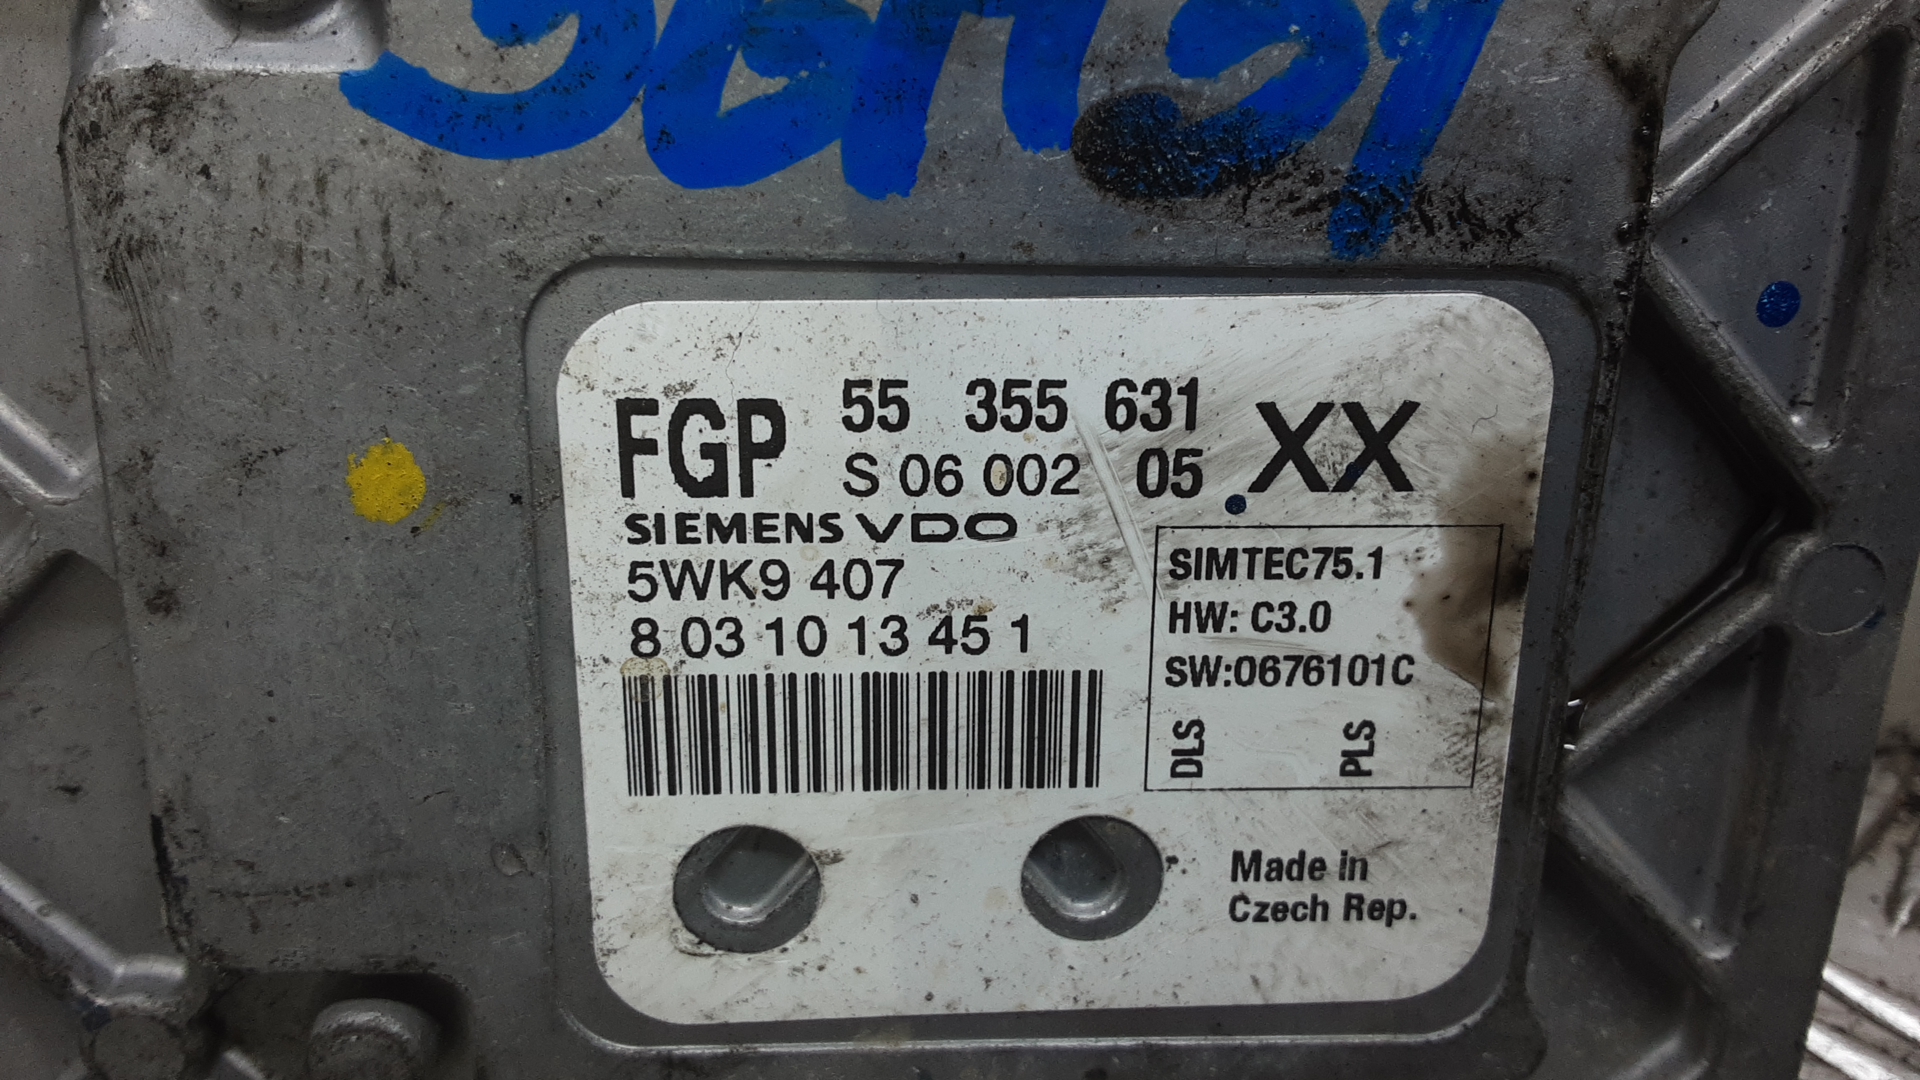 FGP 55 355 631 XX
S 06 002 05
SIEMENS VDO
5WK9 407
8 03 10 13 45 1
SIMTEC75.1
HW: C3.0
SW:0676101C
DLS PLS
Made in
Czech Rep.